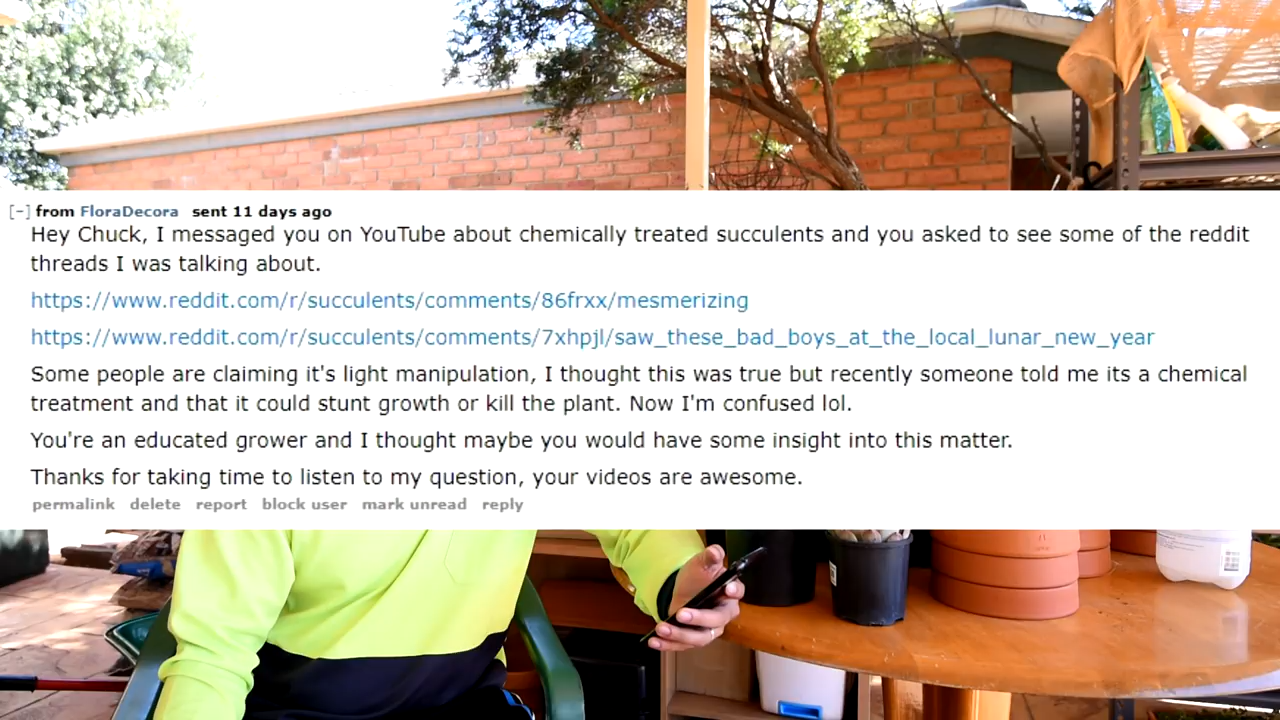 [-] from FloraDecora sent 11 days ago
Hey Chuck, I messaged you on YouTube about chemically treated succulents and you asked to see some of the reddit
threads I was talking about.
https://www.reddit.com/r/succulents/comments/86frxx/mesmerizing
https://www.reddit.com/r/succulents/comments/7xhpjl/saw_these_bad_boys_at_the_local_lunar_new_year
Some people are claiming it's light manipulation, I thought this was true but recently someone told me its a chemical
treatment and that it could stunt growth or kill the plant. Now I'm confused lol.
You're an educated grower and I thought maybe you would have some insight into this matter.
Thanks for taking time to listen to my question, your videos are awesome.
permalink delete report block user mark unread reply